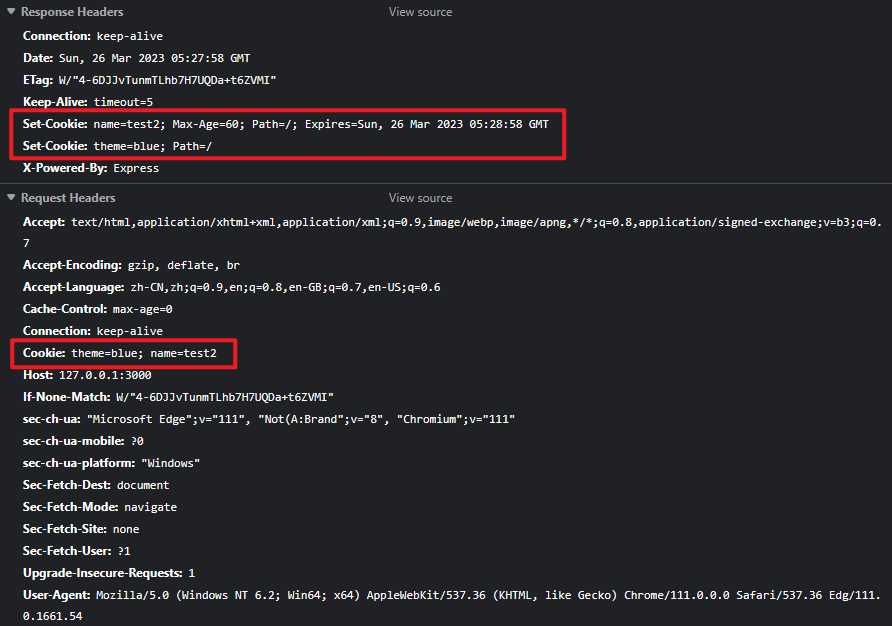 Response Headers View source
Connection: keep-alive
Date: Sun, 26 Mar 2023 05:27:58 GMT
ETag: W/"4-6DJJvTunmTLhb7H7UQDa+t6ZVMI"
Keep-Alive: timeout=5
Set-Cookie: name=test2; Max-Age=60; Path=/; Expires=Sun, 26 Mar 2023 05:28:58 GMT
Set-Cookie: theme=blue; Path=/
X-Powered-By: Express
Request Headers View source
Accept: text/html,application/xhtml+xml,application/xml;q=0.9,image/webp,image/apng,*/*;q=0.8,application/signed-exchange;v=b3;q=0.
7
Accept-Encoding: gzip, deflate, br
Accept-Language: zh-CN,zh;q=0.9,en;q=0.8,en-GB;q=0.7,en-US;q=0.6
Cache-Control: max-age=0
Connection: keep-alive
Cookie: theme=blue; name=test2
Host: 127.0.0.1:3000
If-None-Match: W/"4-6DJJvTunmTLhb7H7UQDa+t6ZVMI"
sec-ch-ua: "Microsoft Edge";v="111", "Not(A:Brand";v="8", "Chromium";v="111"
sec-ch-ua-mobile: ?0
sec-ch-ua-platform: "Windows"
Sec-Fetch-Dest: document
Sec-Fetch-Mode: navigate
Sec-Fetch-Site: none
Sec-Fetch-User: ?1
Upgrade-Insecure-Requests: 1
User-Agent: Mozilla/5.0 (Windows NT 6.2; Win64; x64) AppleWebKit/537.36 (KHTML, like Gecko) Chrome/111.0.0.0 Safari/537.36 Edg/111.
0.1661.54